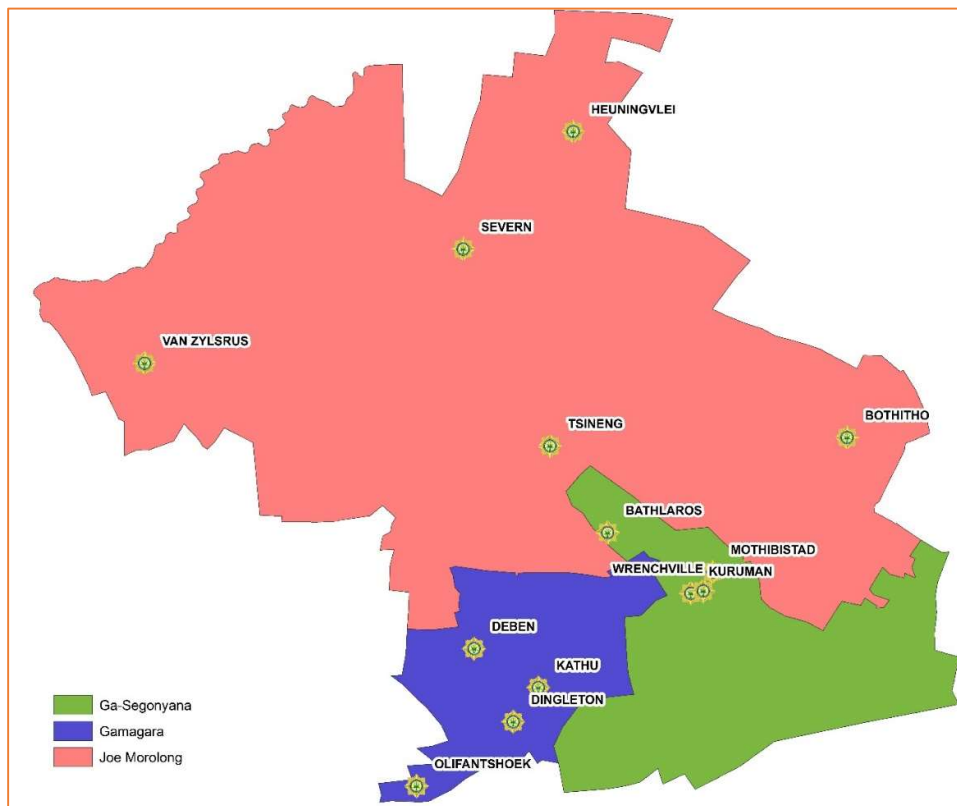 HEUNINGVLEI
SEVERN
VAN ZYLSRUS
BOTHITHO
TSINENG
BATHLAROS
MOTHIBISTAD
WRENCHVILLE
KURUMAN
DEBEN
KATHU
DINGLETON
OLIFANTSHOEK
Ga-Segonyana
Gamagara
Joe Morolong